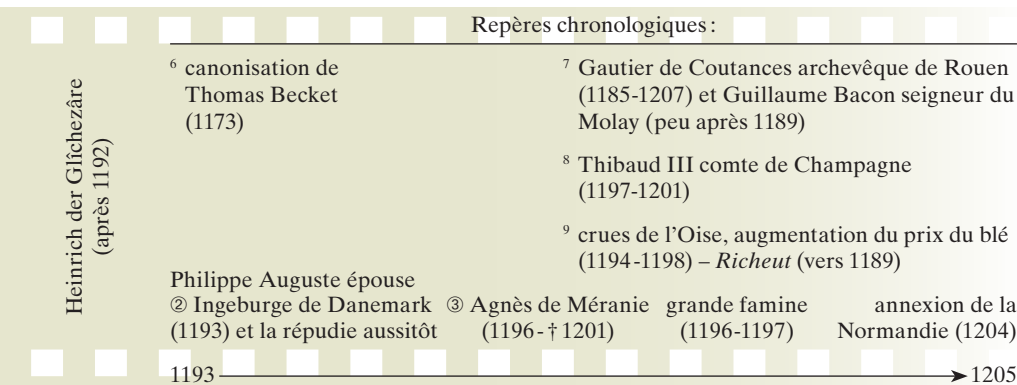 Repères chronologiques :
Heinrich der Glîchezâre
(après 1192)
⁶ canonisation de
Thomas Becket
(1173)
⁷ Gautier de Coutances archevêque de Rouen
(1185-1207) et Guillaume Bacon seigneur du
Molay (peu après 1189)
⁸ Thibaud III comte de Champagne
(1197-1201)
⁹ crues de l’Oise, augmentation du prix du blé
(1194-1198) – Richeut (vers 1189)
Philippe Auguste épouse
② Ingeburge de Danemark
(1193) et la répudie aussitôt
③ Agnès de Méranie
(1196-†1201)
grande famine
(1196-1197)
annexion de la
Normandie (1204)
1193
1205